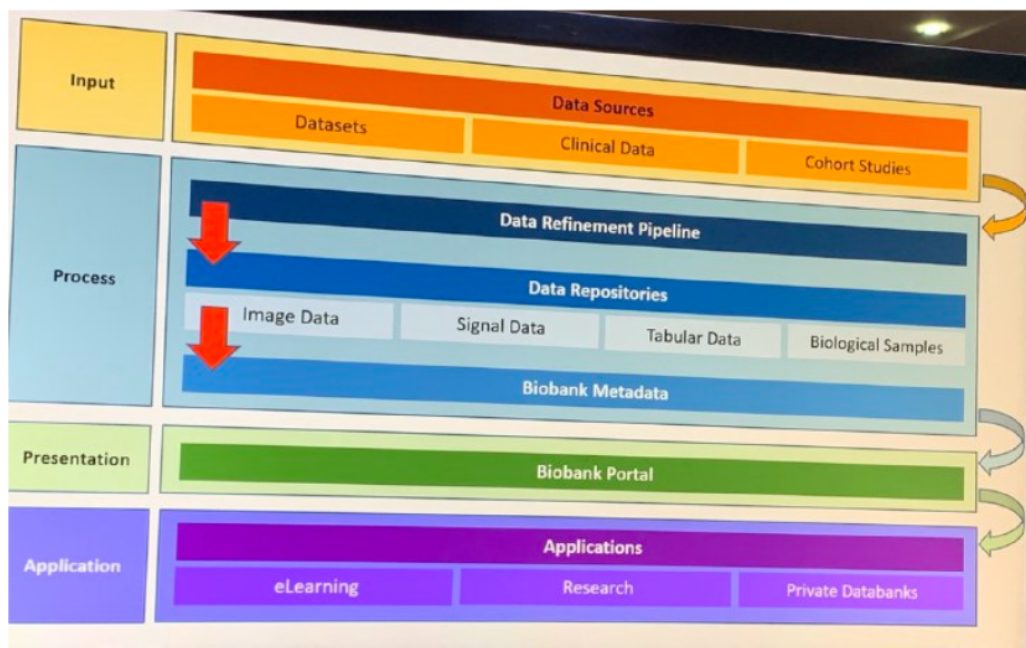 Input
Data Sources
Datasets
Clinical Data
Cohort Studies
Process
Data Refinement Pipeline
Data Repositories
Image Data
Signal Data
Tabular Data
Biological Samples
Biobank Metadata
Presentation
Biobank Portal
Application
Applications
eLearning
Research
Private Databanks